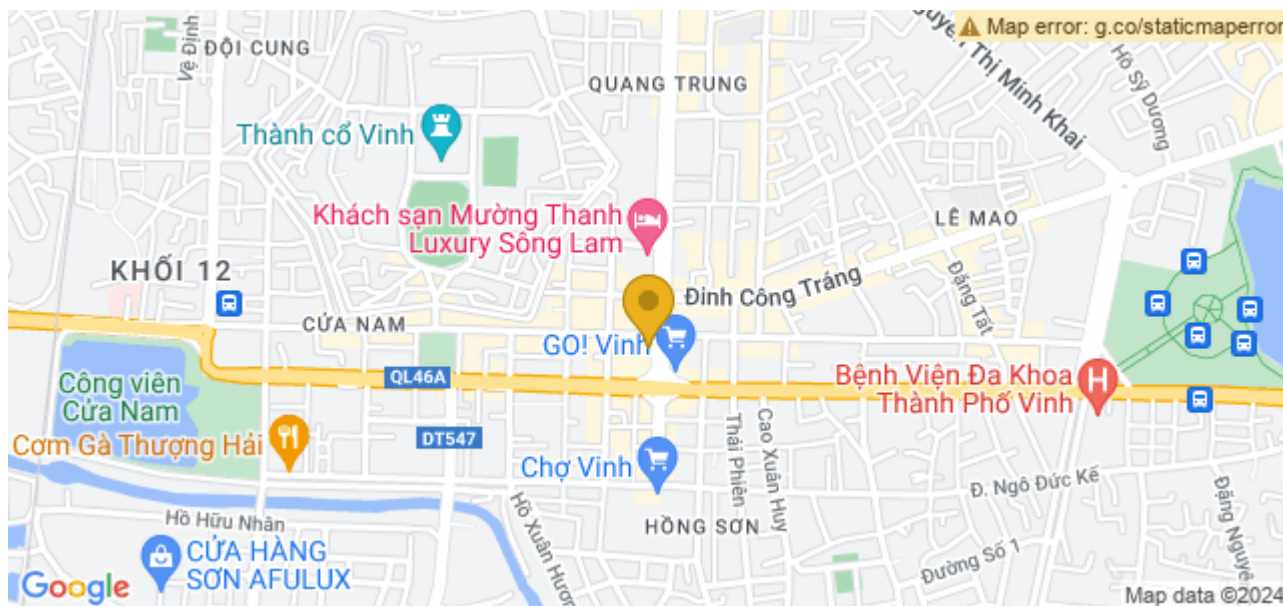 Map error: g.co/staticmaperror
Vệ Định
ĐỘI CUNG
Nguyễn Thị Minh Khai
Hồ Sỹ Dương
QUANG TRUNG
Thành cổ Vinh
Khách sạn Mường Thanh
Luxury Sông Lam
LÊ MAO
KHỐI 12
Đinh Công Tráng
Đặng Tất
CỬA NAM
GO! Vinh
QL46A
Công viên
Cửa Nam
Bệnh Viện Đa Khoa
Thành Phố Vinh
Cơm Gà Thượng Hải
DT547
Thái Phiên
Cao Xuân Huy
Chợ Vinh
Đ. Ngô Đức Kế
Hồ Hữu Nhân
Hồ Xuân Hương
HỒNG SƠN
Đặng Nguyê
CỬA HÀNG
SƠN AFULUX
Đường Số 1
Google
Map data ©2024